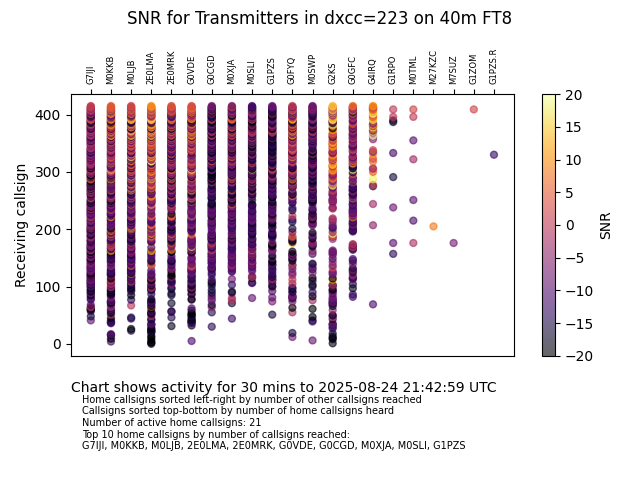 SNR for Transmitters in dxcc=223 on 40m FT8
G7IJI M0KKB M0LJB 2E0LMA 2E0MRK G0VDE G0CGD M0XJA M0SLI G1PZS G0FYQ M0SWP G2KS G0GFC G4IRQ G1RPO M0TML M27KZC M7SUZ G1ZOM G1PZS.R
Receiving callsign
400
300
200
100
0
20
15
10
5
0
−5
−10
−15
−20
SNR
Chart shows activity for 30 mins to 2025-08-24 21:42:59 UTC
Home callsigns sorted left-right by number of other callsigns reached
Callsigns sorted top-bottom by number of home callsigns heard
Number of active home callsigns: 21
Top 10 home callsigns by number of callsigns reached:
G7IJI, M0KKB, M0LJB, 2E0LMA, 2E0MRK, G0VDE, G0CGD, M0XJA, M0SLI, G1PZS